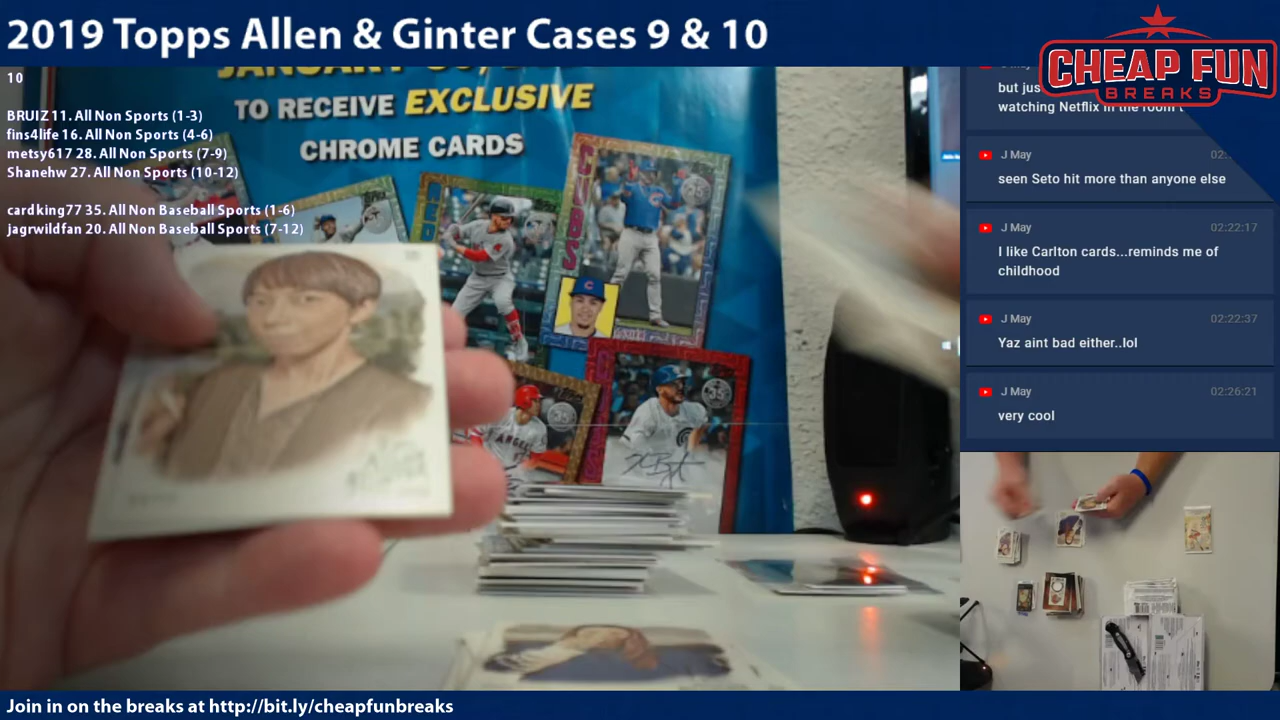 2019 Topps Allen & Ginter Cases 9 & 10
CHEAP FUN
BREAKS
10
BRUIZ 11. All Non Sports (1-3)
fins4life 16. All Non Sports (4-6)
metsy617 28. All Non Sports (7-9)
Shanehw 27. All Non Sports (10-12)
cardking77 35. All Non Baseball Sports (1-6)
jagrwildfan 20. All Non Baseball Sports (7-12)
TO RECEIVE EXCLUSIVE
CHROME CARDS
CUBS
but jus
watching Netflix in the room
J May
seen Seto hit more than anyone else
J May 02:22:17
I like Carlton cards...reminds me of
childhood
J May 02:22:37
Yaz aint bad either..lol
J May 02:26:21
very cool
Join in on the breaks at http://bit.ly/cheapfunbreaks